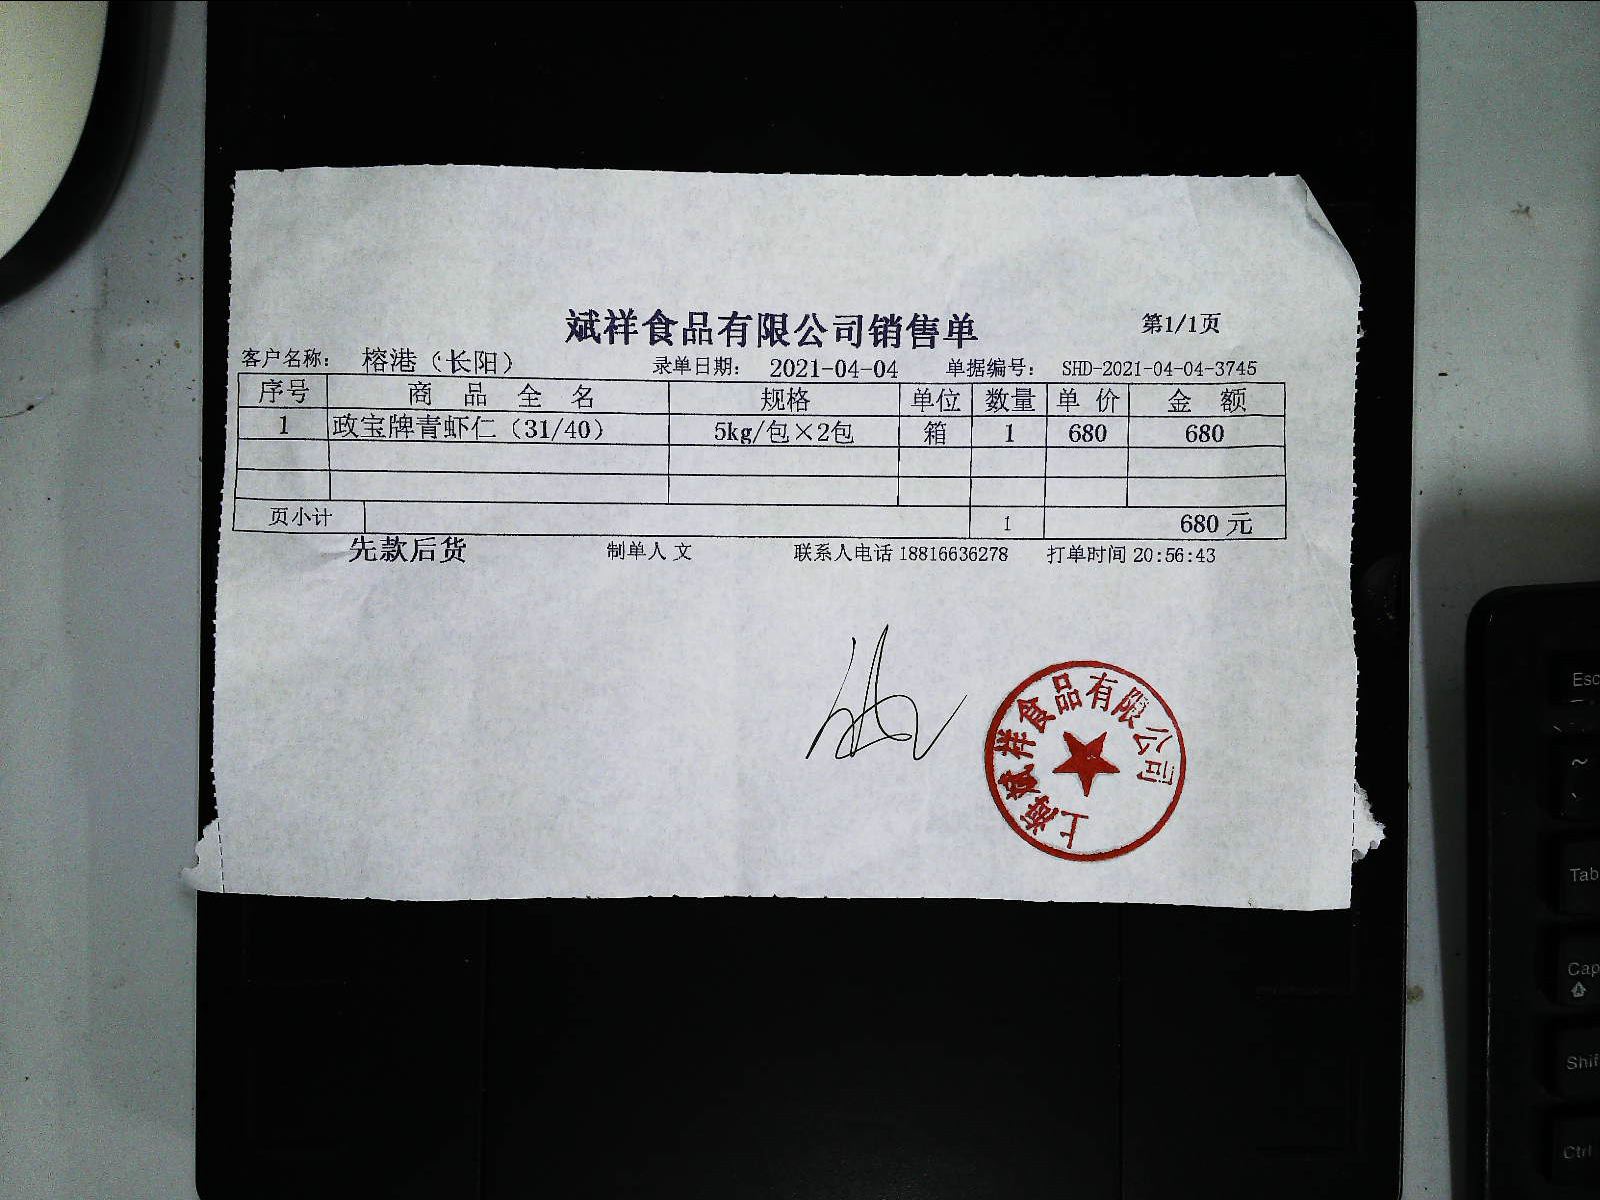 斌祥食品有限公司销售单 第1/1页
客户名称： 榕港（长阳） 录单日期： 2021-04-04 单据编号： SHD-2021-04-04-3745
序号 商 品 全 名 规格 单位 数量 单 价 金 额
1 政宝牌青虾仁（31/40） 5kg/包×2包 箱 1 680 680
页小计 1 680 元
先款后货 制单人 文 联系人电话 18816636278 打单时间 20:56:43
上海斌祥食品有限公司
Esc
~
Tab
Cap
Shif
Ctrl